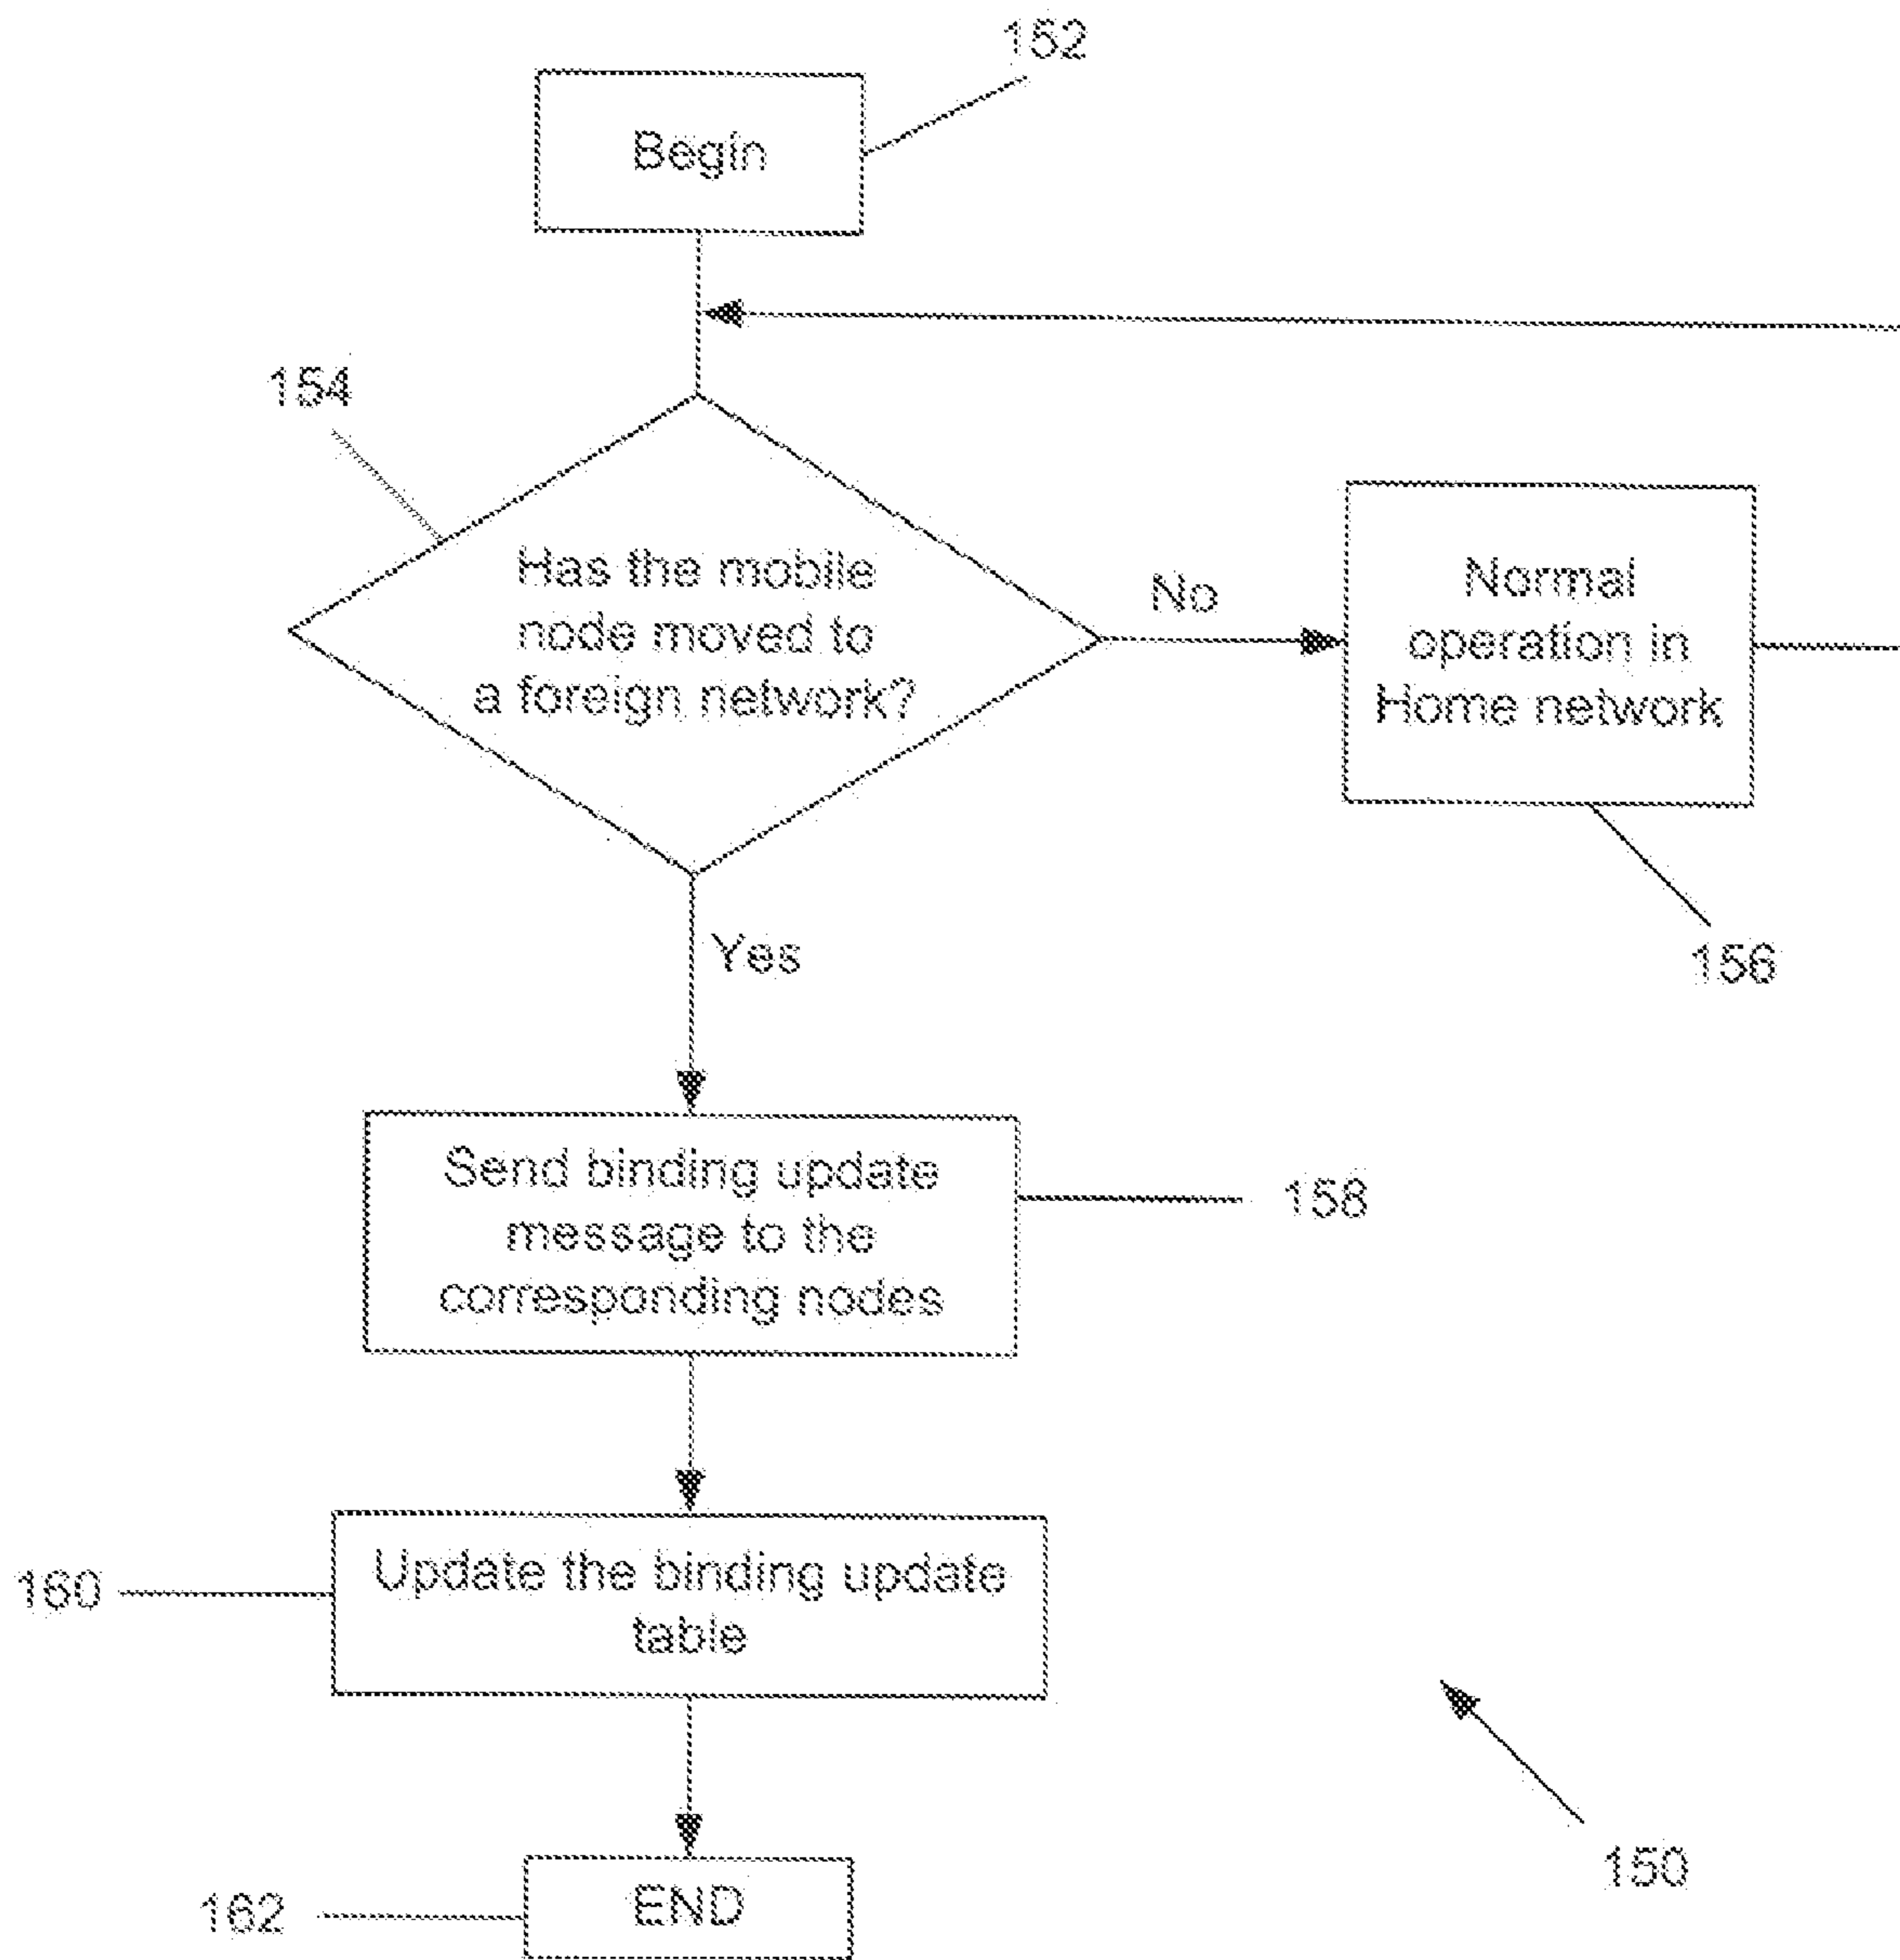 152
Begin
154
Has the mobile
node moved to
a foreign network?
No
Normal
operation in
Home network
156
Yes
Send binding update
message to the
corresponding nodes
158
160
Update the binding update
table
150
162
END